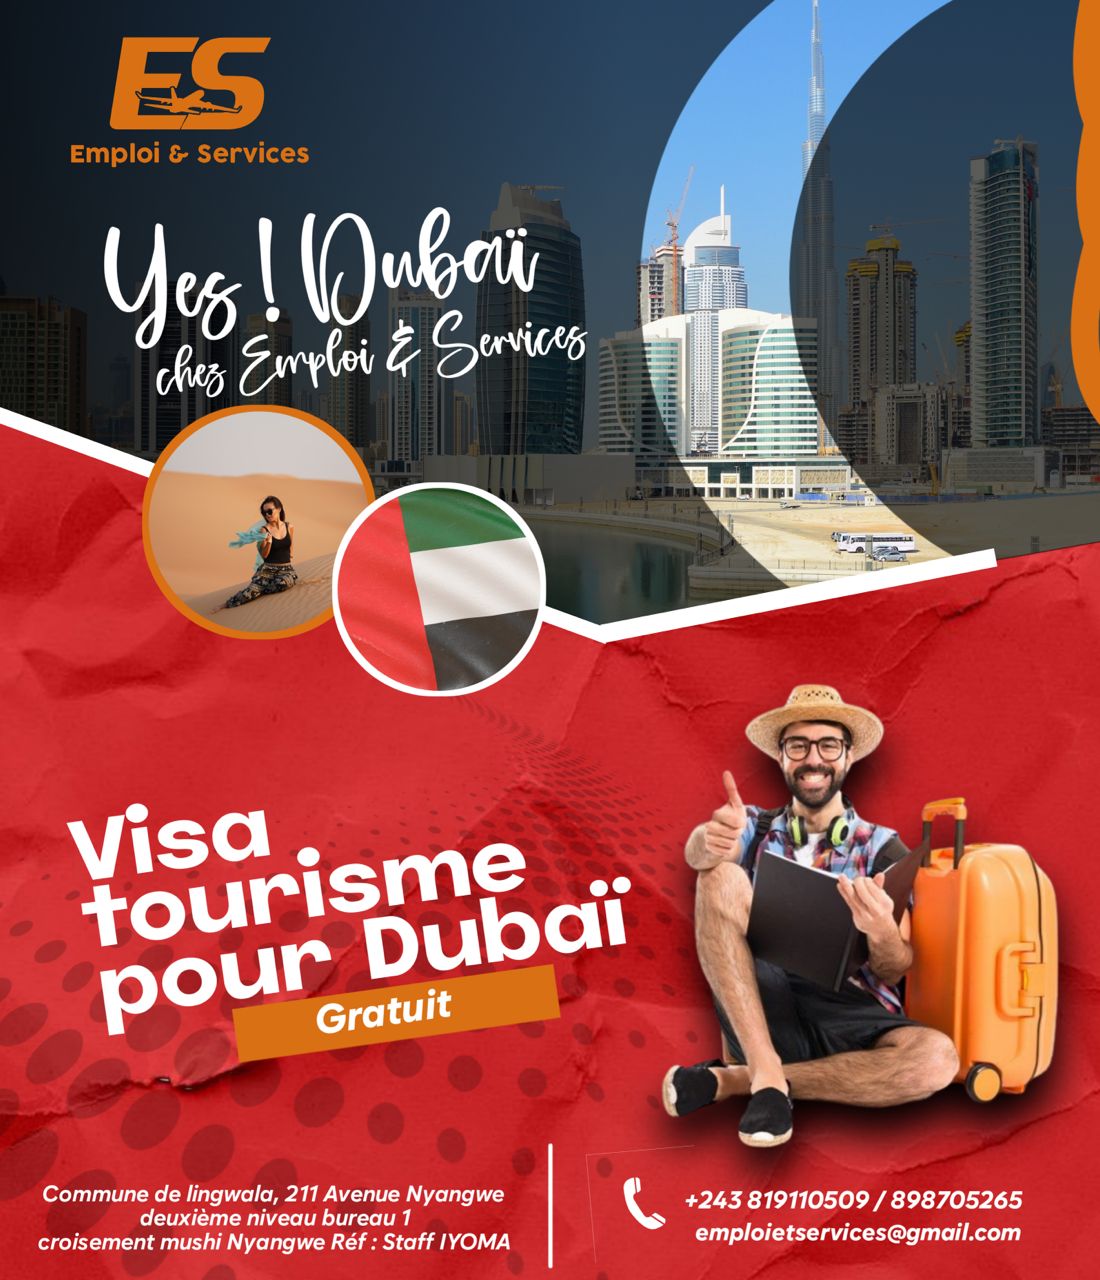 ES
Emploi & Services
Yes ! Dubaï
chez Emploi & Services
Visa
tourisme
pour Dubaï
Gratuit
Commune de lingwala, 211 Avenue Nyangwe
deuxième niveau bureau 1
croisement mushi Nyangwe Réf : Staff IYOMA
+243 819110509 / 898705265
emploietservices@gmail.com